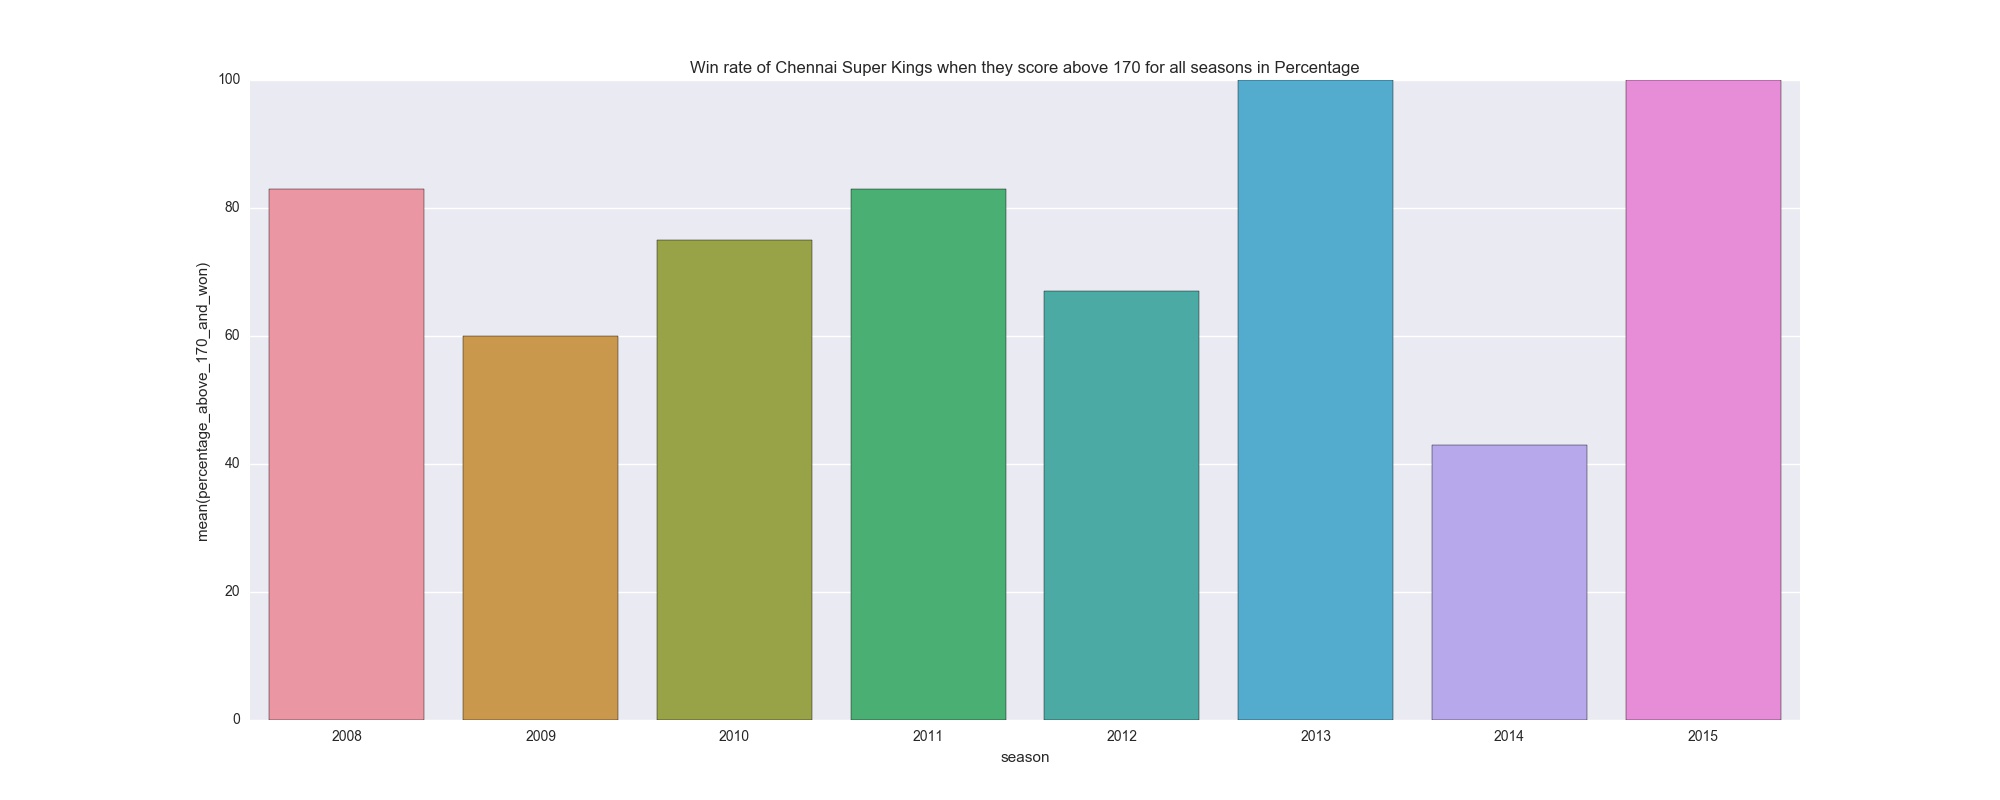 Win rate of Chennai Super Kings when they score above 170 for all seasons in Percentage
100
80
60
40
20
0
mean(percentage_above_170_and_won)
2008 2009 2010 2011 2012 2013 2014 2015
season